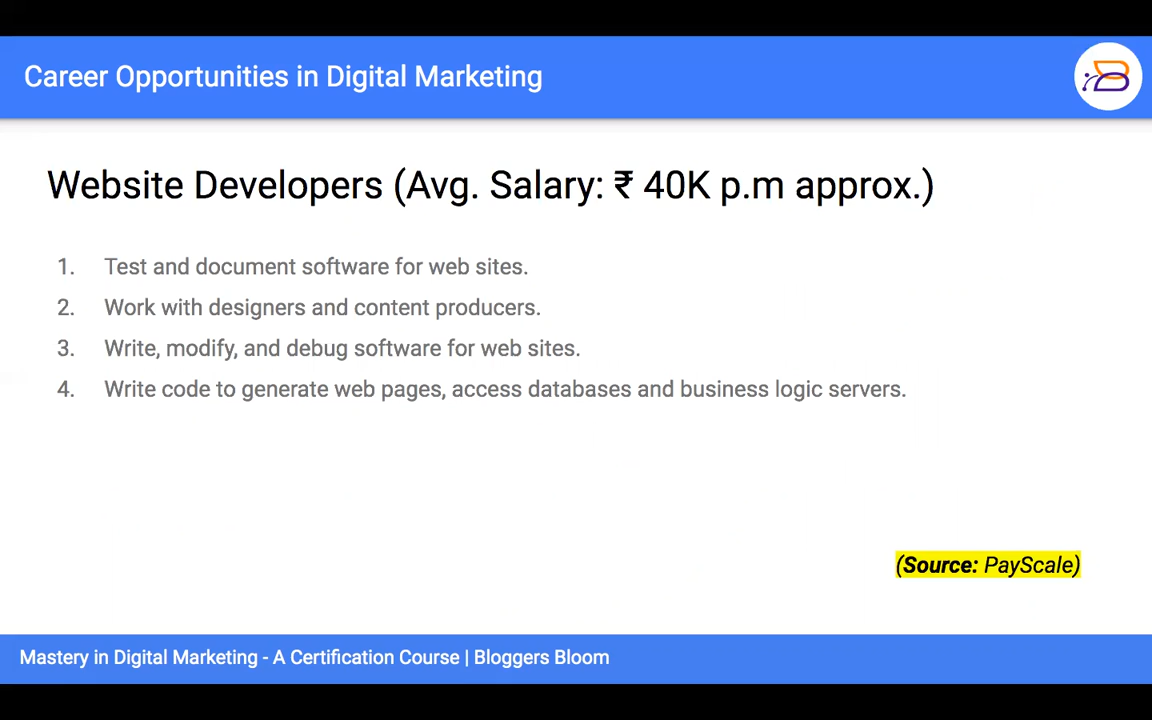 Career Opportunities in Digital Marketing
Website Developers (Avg. Salary: ₹ 40K p.m approx.)
1. Test and document software for web sites.
2. Work with designers and content producers.
3. Write, modify, and debug software for web sites.
4. Write code to generate web pages, access databases and business logic servers.
(Source: PayScale)
Mastery in Digital Marketing - A Certification Course | Bloggers Bloom